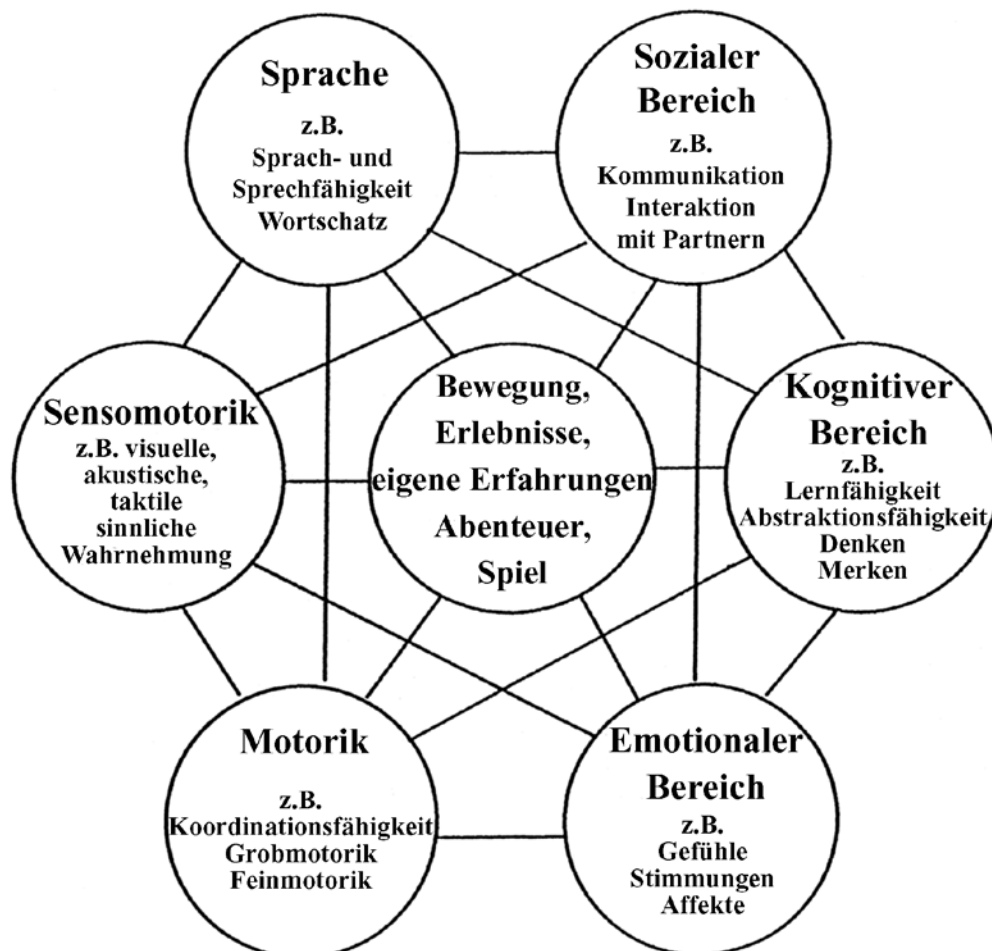 Sprache
z.B.
Sprach- und
Sprechfähigkeit
Wortschatz
Sozialer
Bereich
z.B.
Kommunikation
Interaktion
mit Partnern
Sensomotorik
z.B. visuelle,
akustische,
taktile
sinnliche
Wahrnehmung
Bewegung,
Erlebnisse,
eigene Erfahrungen
Abenteuer,
Spiel
Kognitiver
Bereich
z.B.
Lernfähigkeit
Abstraktionsfähigkeit/
Denken
Merken
Motorik
z.B.
Koordinationsfähigkeit
Grobmotorik
Feinmotorik
Emotionaler
Bereich
z.B.
Gefühle
Stimmungen
Affekte